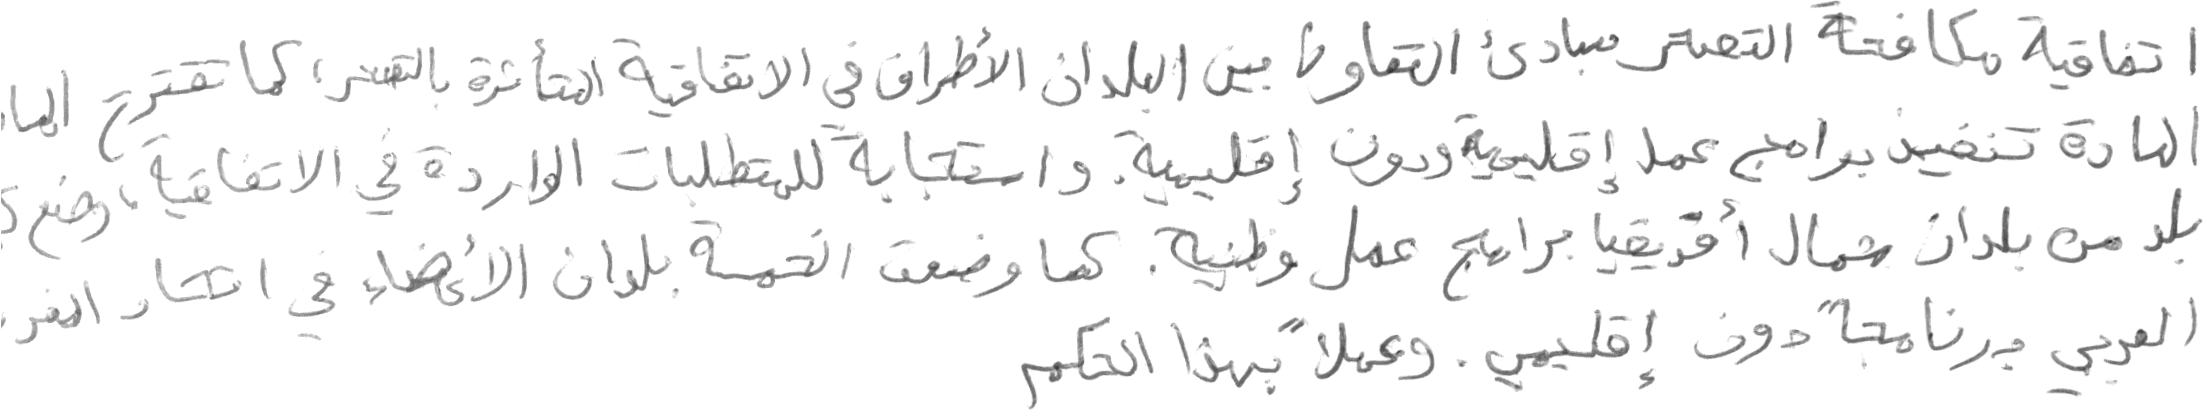 اتفاقية مكافحة التصحر مبادئ التعاون بين البلدان الأطراف في الاتفاقية المتأثرة بالتصحر، كما تقترح
المادة تنفيذ برامج عمل إقليمية ودون إقليمية. واستجابة للمتطلبات الواردة في الاتفاقية، وضع
بلد من بلدان شمال أفريقيا برامج عمل وطنية. كما وضعت الخمسة بلدان الأعضاء في اتحاد
العربي برنامجاً دون إقليمي. وعملاً بهذا الحكم